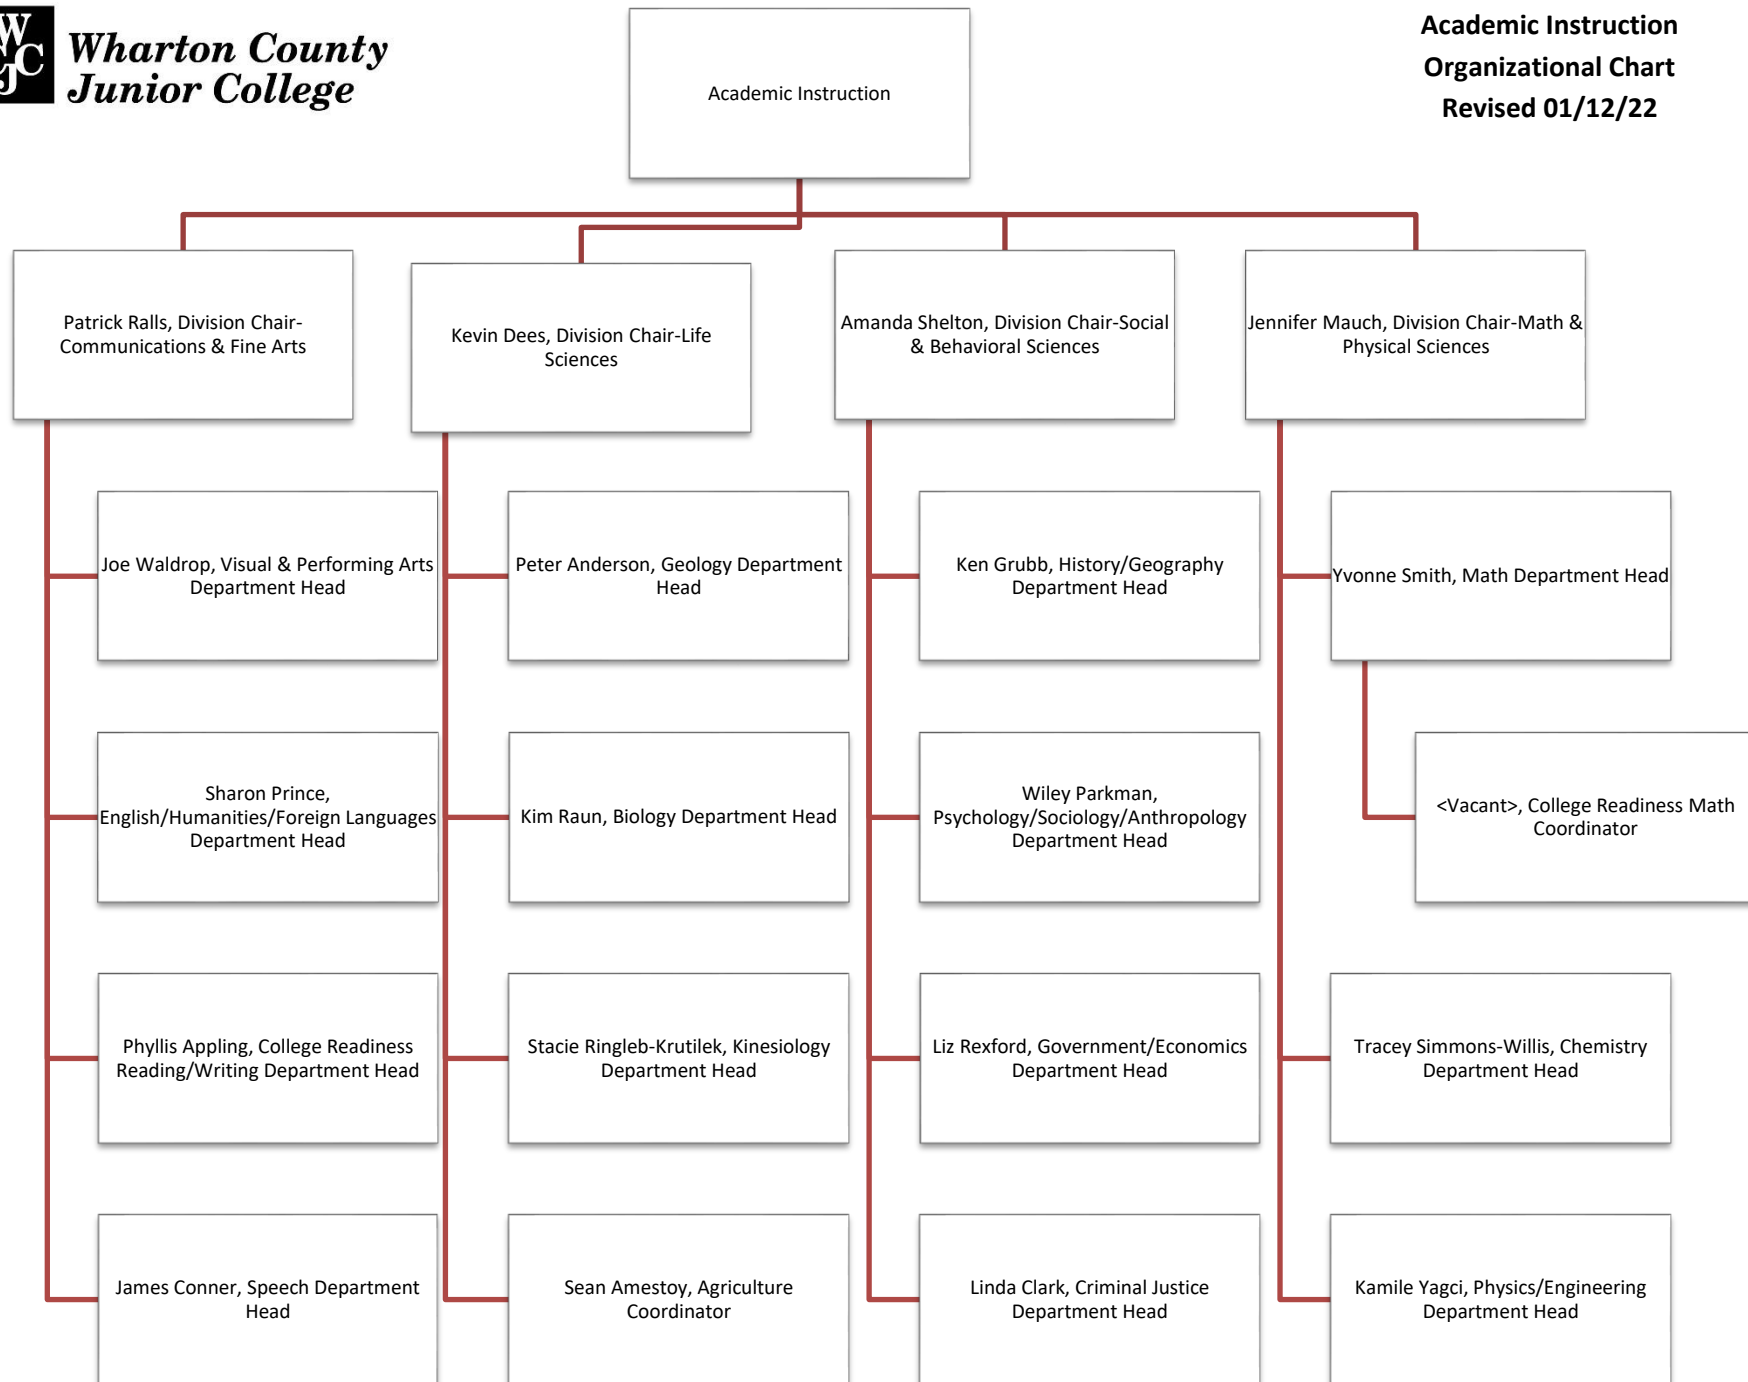 W
CJC
Wharton County
Junior College
Academic Instruction
Organizational Chart
Revised 01/12/22
Academic Instruction
Patrick Ralls, Division Chair-
Communications & Fine Arts
Kevin Dees, Division Chair-Life
Sciences
Amanda Shelton, Division Chair-Social
& Behavioral Sciences
Jennifer Mauch, Division Chair-Math &
Physical Sciences
Joe Waldrop, Visual & Performing Arts
Department Head
Peter Anderson, Geology Department
Head
Ken Grubb, History/Geography
Department Head
Yvonne Smith, Math Department Head
Sharon Prince,
English/Humanities/Foreign Languages
Department Head
Kim Raun, Biology Department Head
Wiley Parkman,
Psychology/Sociology/Anthropology
Department Head
<Vacant>, College Readiness Math
Coordinator
Phyllis Appling, College Readiness
Reading/Writing Department Head
Stacie Ringleb-Krutilek, Kinesiology
Department Head
Liz Rexford, Government/Economics
Department Head
Tracey Simmons-Willis, Chemistry
Department Head
James Conner, Speech Department
Head
Sean Amestoy, Agriculture
Coordinator
Linda Clark, Criminal Justice
Department Head
Kamile Yagci, Physics/Engineering
Department Head